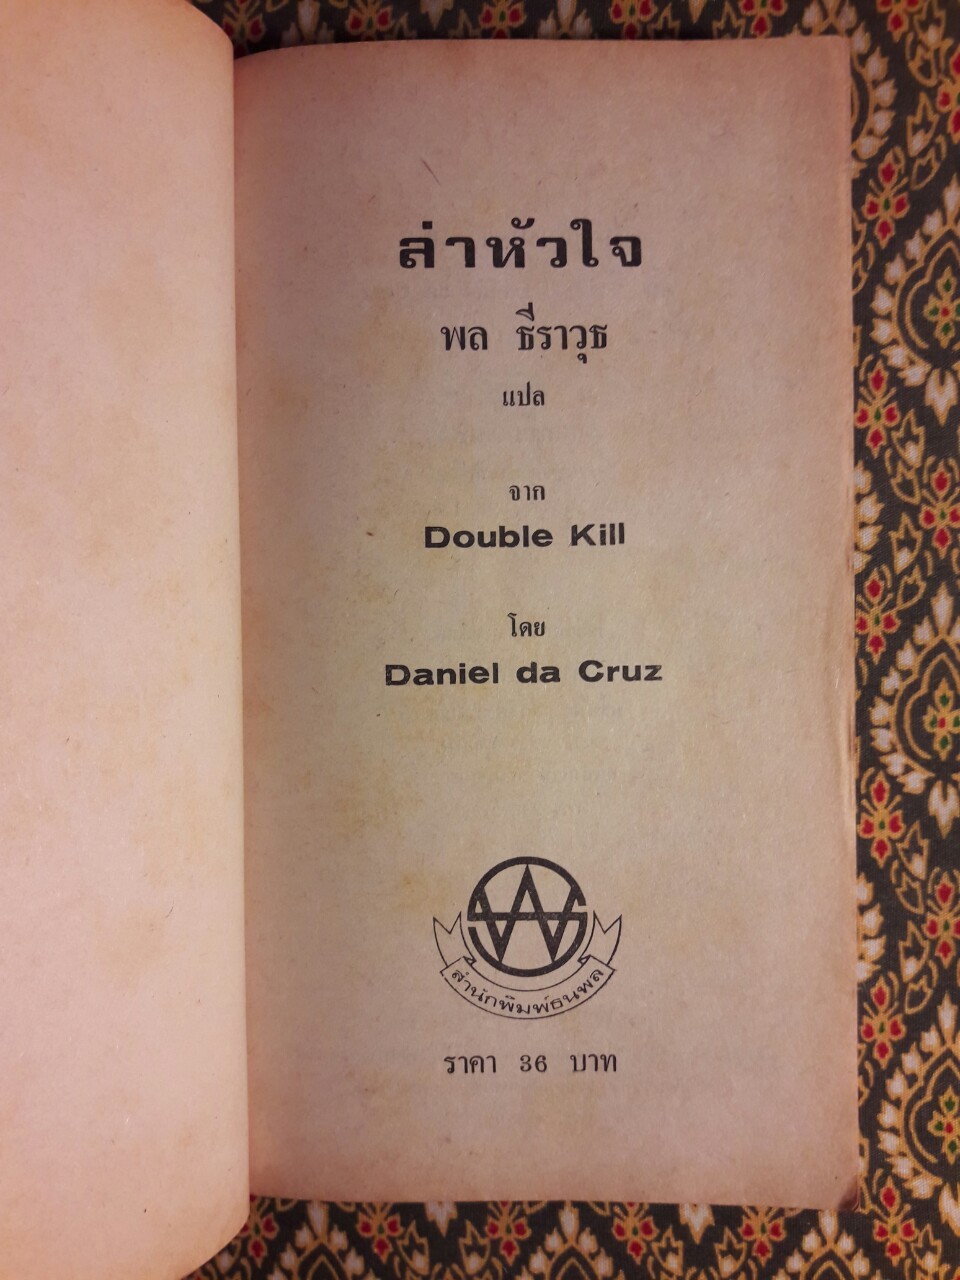 ล่าหัวใจ
พล ธีราวุธ
แปล
จาก
Double Kill
โดย
Daniel da Cruz
สำนักพิมพ์ธนพล
ราคา 36 บาท